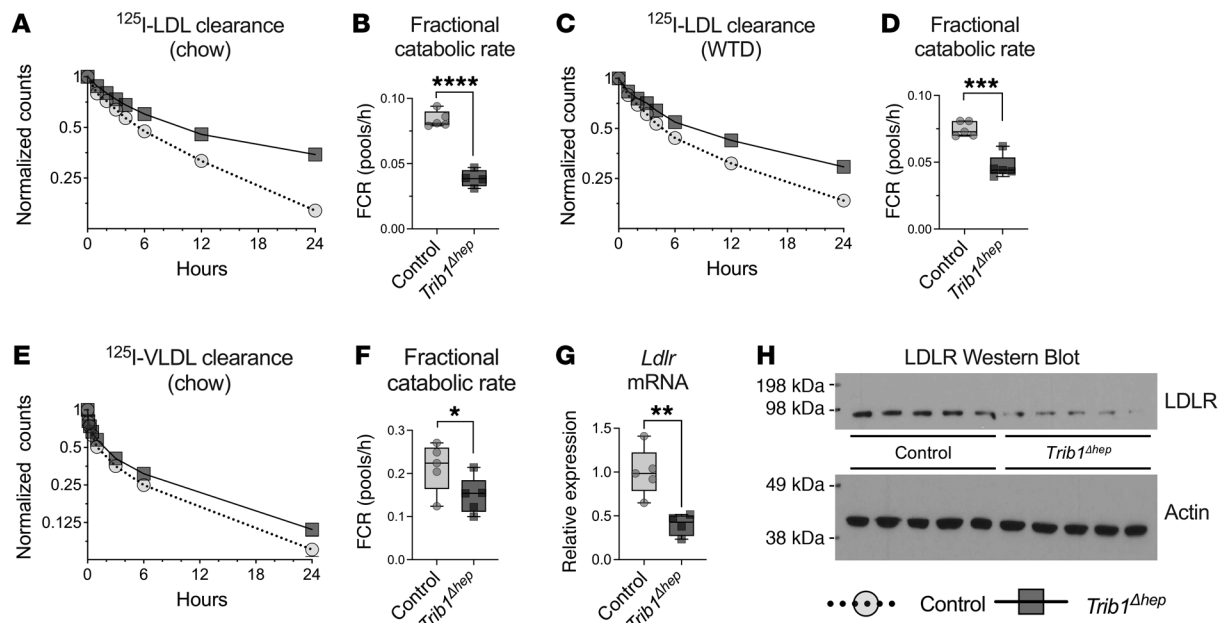 A
¹²⁵I-LDL clearance
(chow)
Normalized counts
1
0.5
0.25
0 6 12 18 24
Hours
B
Fractional
catabolic rate
****
FCR (pools/h)
0.10
0.05
0.00
Control
Trib1Δhep
C
¹²⁵I-LDL clearance
(WTD)
Normalized counts
1
0.5
0.25
0 6 12 18 24
Hours
D
Fractional
catabolic rate
***
FCR (pools/h)
0.10
0.05
0.00
Control
Trib1Δhep
E
¹²⁵I-VLDL clearance
(chow)
Normalized counts
1
0.5
0.25
0.125
0 6 12 18 24
Hours
F
Fractional
catabolic rate
*
FCR (pools/h)
0.3
0.2
0.1
0.0
Control
Trib1Δhep
G
Ldlr
mRNA
**
Relative expression
1.5
1.0
0.5
0.0
Control
Trib1Δhep
H
LDLR Western Blot
198 kDa
98 kDa
LDLR
Control Trib1Δhep
49 kDa
38 kDa
Actin
Control Trib1Δhep